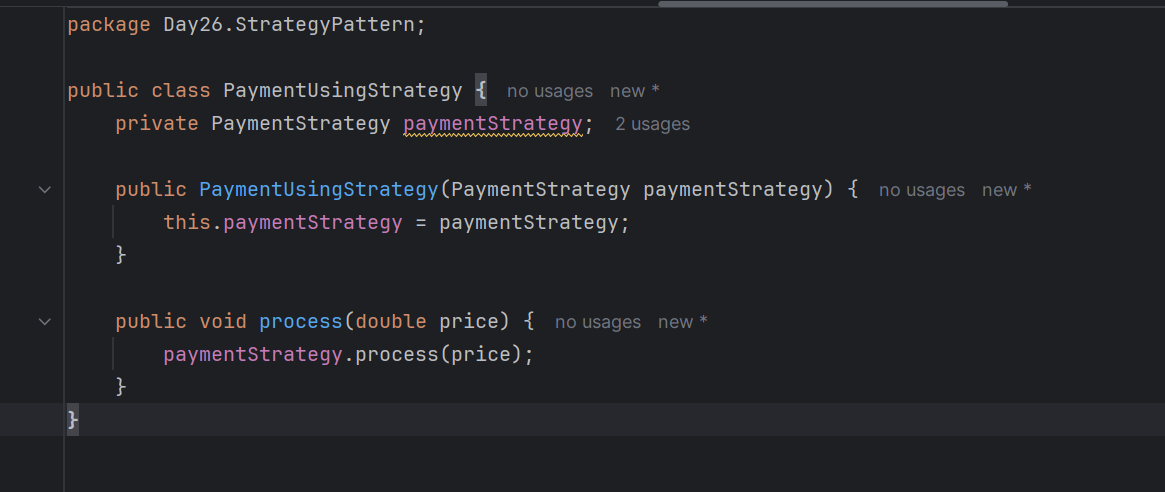 package Day26.StrategyPattern;
public class PaymentUsingStrategy { no usages new *
private PaymentStrategy paymentStrategy; 2 usages
public PaymentUsingStrategy(PaymentStrategy paymentStrategy) { no usages new *
this.paymentStrategy = paymentStrategy;
}
public void process(double price) { no usages new *
paymentStrategy.process(price);
}
}